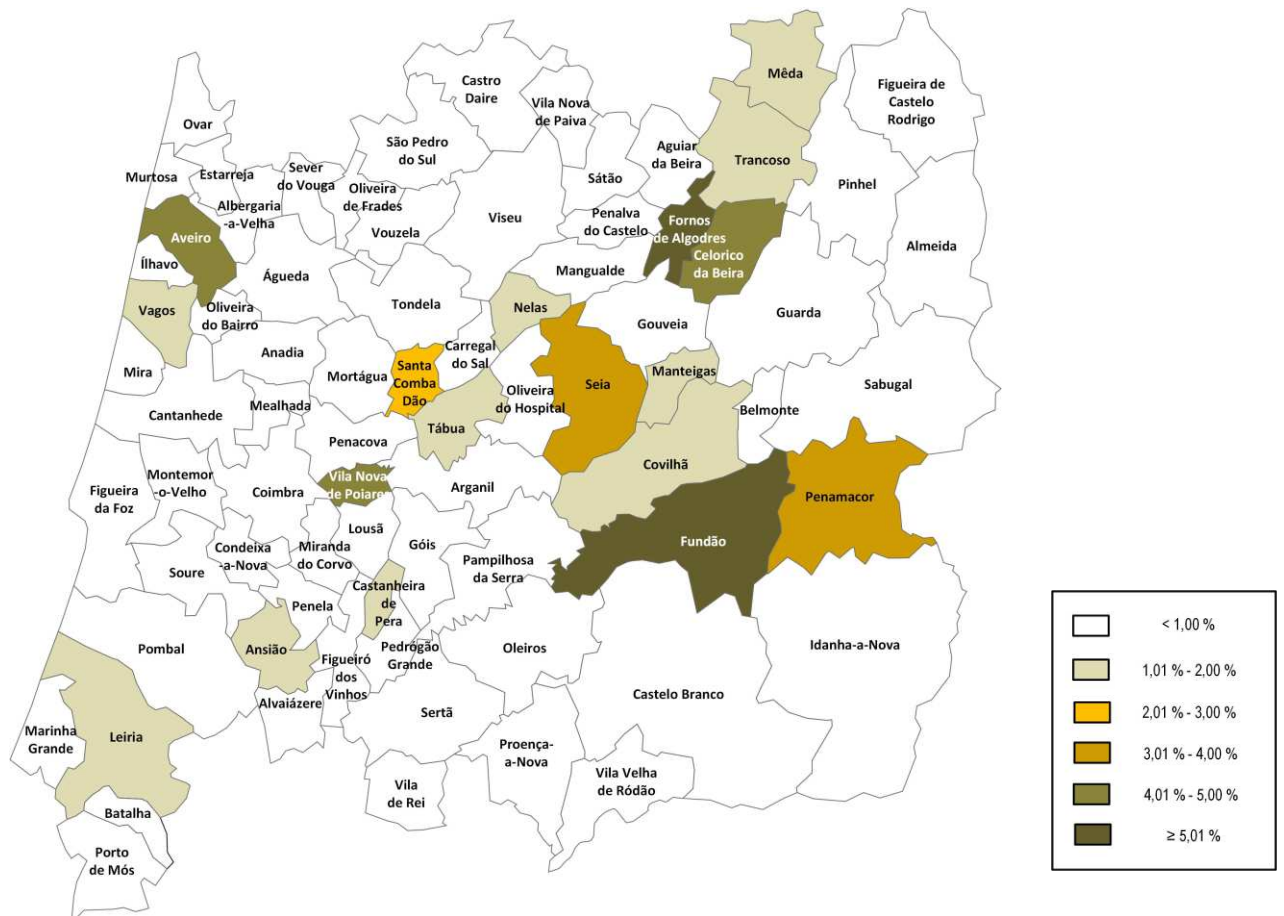 Mêda
Figueira de
Castelo
Rodrigo
Castro
Daire
Vila Nova
de Paiva
Ovar
São Pedro
do Sul
Aguiar
da Beira
Trancoso
Murtosa
Estarreja
Sever
do Vouga
Oliveira
de Frades
Sátão
Pinhel
Albergaria
-a-Velha
Viseu
Penalva
do Castelo
Fornos
de Algodres
Aveiro
Vouzela
Almeida
Celorico
da Beira
Ílhavo
Águeda
Mangualde
Vagos
Oliveira
do Bairro
Tondela
Nelas
Gouveia
Guarda
Anadia
Carregal
do Sal
Mira
Mortágua
Santa
Comba
Dão
Oliveira
do Hospital
Seia
Manteigas
Sabugal
Cantanhede
Mealhada
Tábua
Belmonte
Penacova
Covilhã
Montemor
-o-Velho
Vila Nova
de Poiares
Figueira
da Foz
Coimbra
Arganil
Penamacor
Lousã
Condeixa
-a-Nova
Miranda
do Corvo
Góis
Fundão
Soure
Pampilhosa
da Serra
Castanheira
de
Pera
Penela
Pombal
Ansião
Figueiró
dos
Vinhos
Pedrógão
Grande
Oleiros
Idanha-a-Nova
Alvaiázere
Castelo Branco
Marinha
Grande
Leiria
Sertã
Proença-
a-Nova
Vila
de Rei
Vila Velha
de Ródão
Batalha
Porto
de Mós
< 1,00 %
1,01 % - 2,00 %
2,01 % - 3,00 %
3,01 % - 4,00 %
4,01 % - 5,00 %
≥ 5,01 %